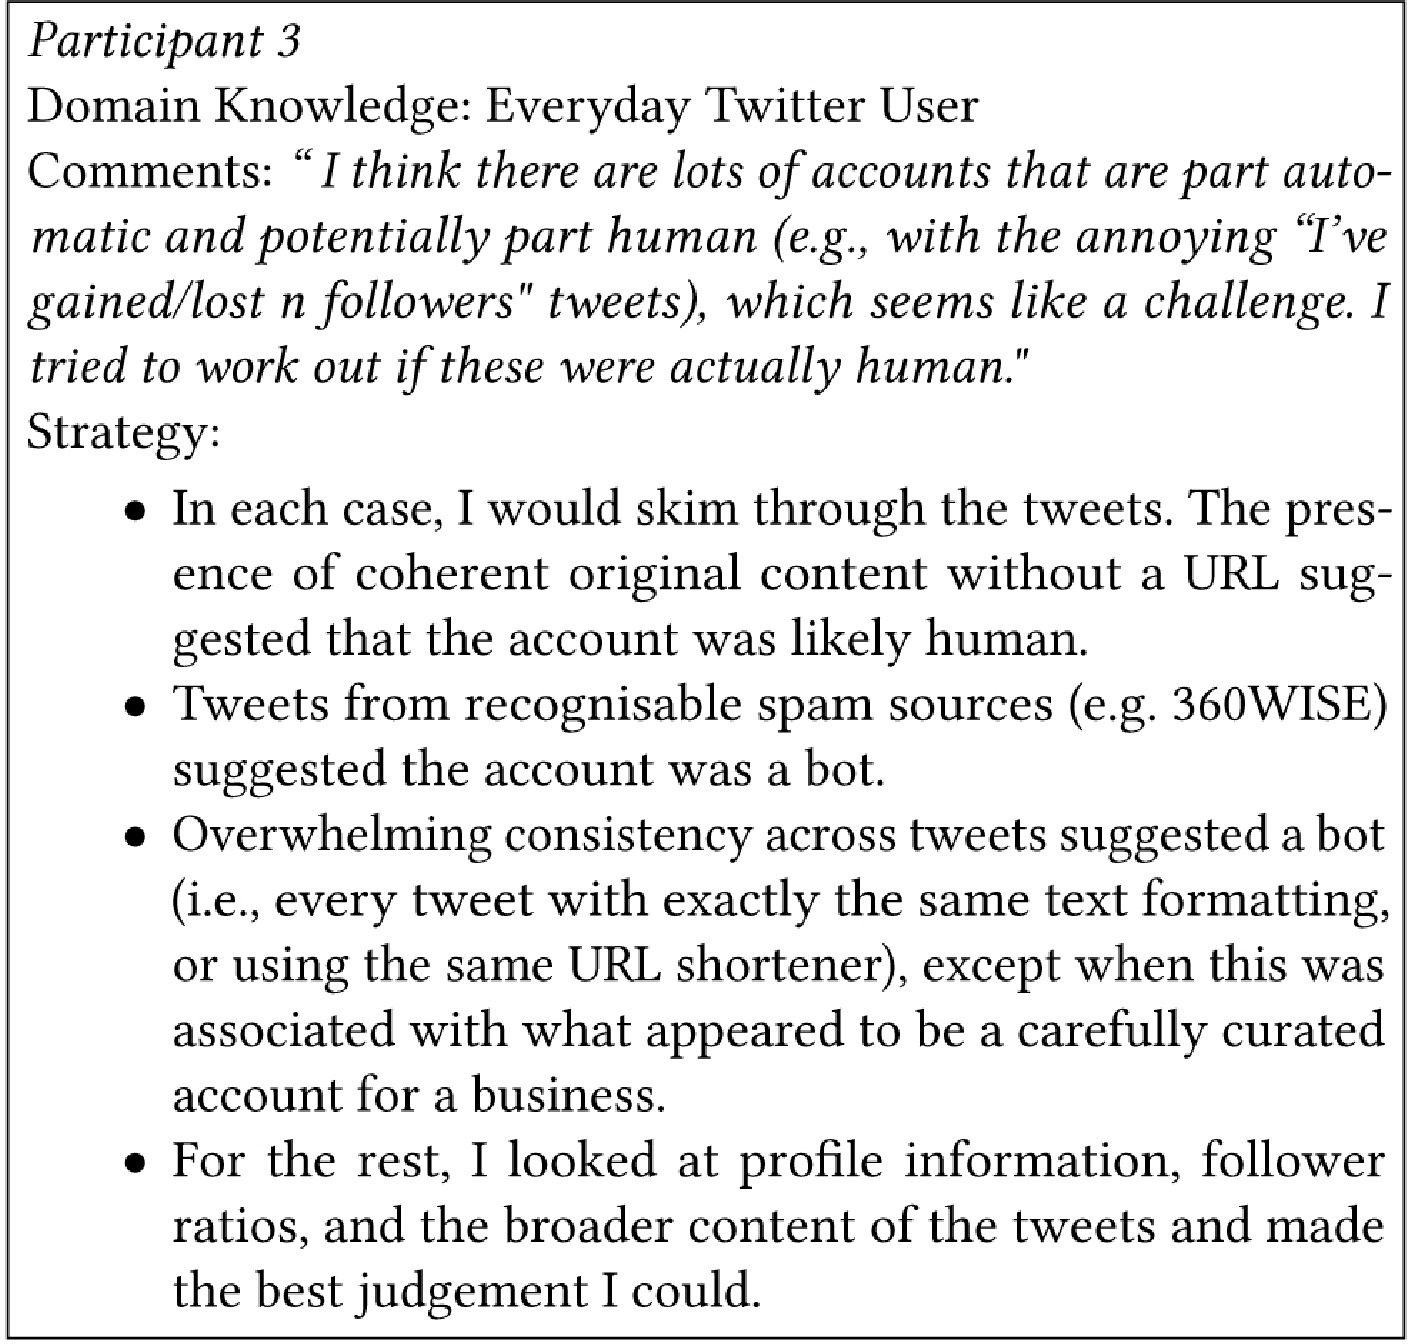 Participant 3
Domain Knowledge: Everyday Twitter User
Comments: “ I think there are lots of accounts that are part auto-
matic and potentially part human (e.g., with the annoying “I’ve
gained/lost n followers" tweets), which seems like a challenge. I
tried to work out if these were actually human."
Strategy:
• In each case, I would skim through the tweets. The pres-
ence of coherent original content without a URL sug-
gested that the account was likely human.
• Tweets from recognisable spam sources (e.g. 360WISE)
suggested the account was a bot.
• Overwhelming consistency across tweets suggested a bot
(i.e., every tweet with exactly the same text formatting,
or using the same URL shortener), except when this was
associated with what appeared to be a carefully curated
account for a business.
• For the rest, I looked at profile information, follower
ratios, and the broader content of the tweets and made
the best judgement I could.